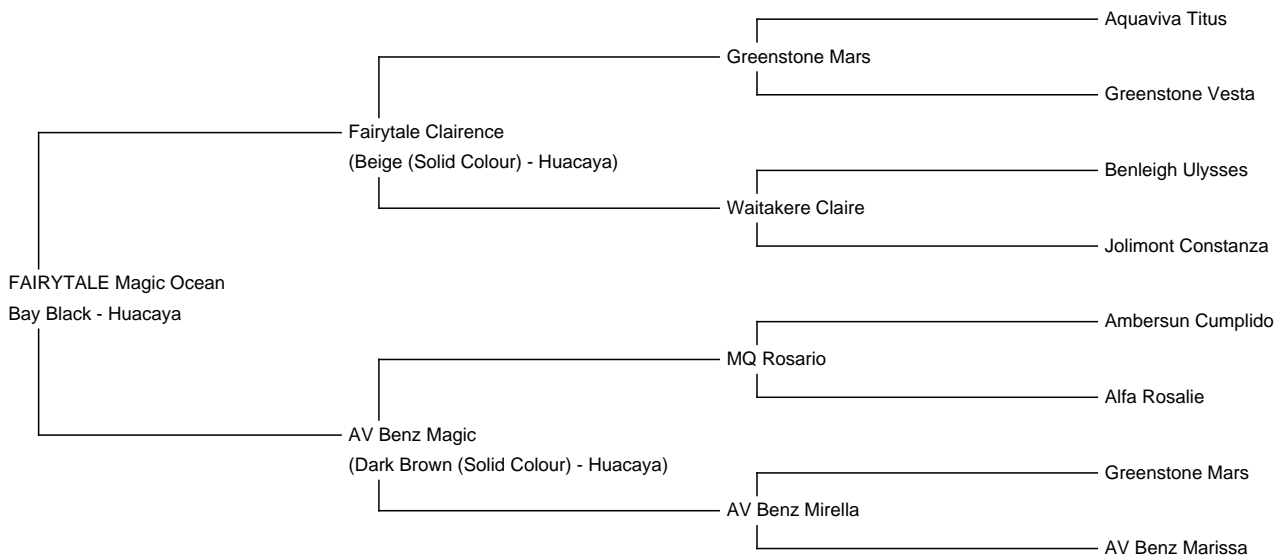 Aquaviva Titus
Greenstone Mars
Greenstone Vesta
Fairytale Clairence
(Beige (Solid Colour) - Huacaya)
Benleigh Ulysses
Waitakere Claire
Jolimont Constanza
FAIRYTALE Magic Ocean
Bay Black - Huacaya
Ambersun Cumplido
MQ Rosario
Alfa Rosalie
AV Benz Magic
(Dark Brown (Solid Colour) - Huacaya)
Greenstone Mars
AV Benz Mirella
AV Benz Marissa